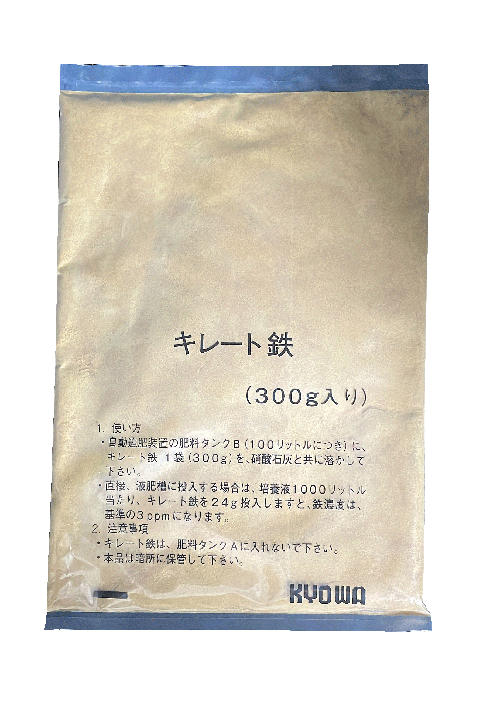 キレート鉄
(300g入り)
1. 使い方
・自動追肥装置の肥料タンクB(100リットルにつき)に、
キレート鉄 1袋(300g)を、硝酸石灰と共に溶かして
下さい。
・直接、液肥槽に投入する場合は、培養液1000リットル
当たり、キレート鉄を24g投入しますと、鉄濃度は、
基準の3ppmになります。
2. 注意事項
・キレート鉄は、肥料タンクAに入れないで下さい。
・本品は暗所に保管して下さい。
KYOWA